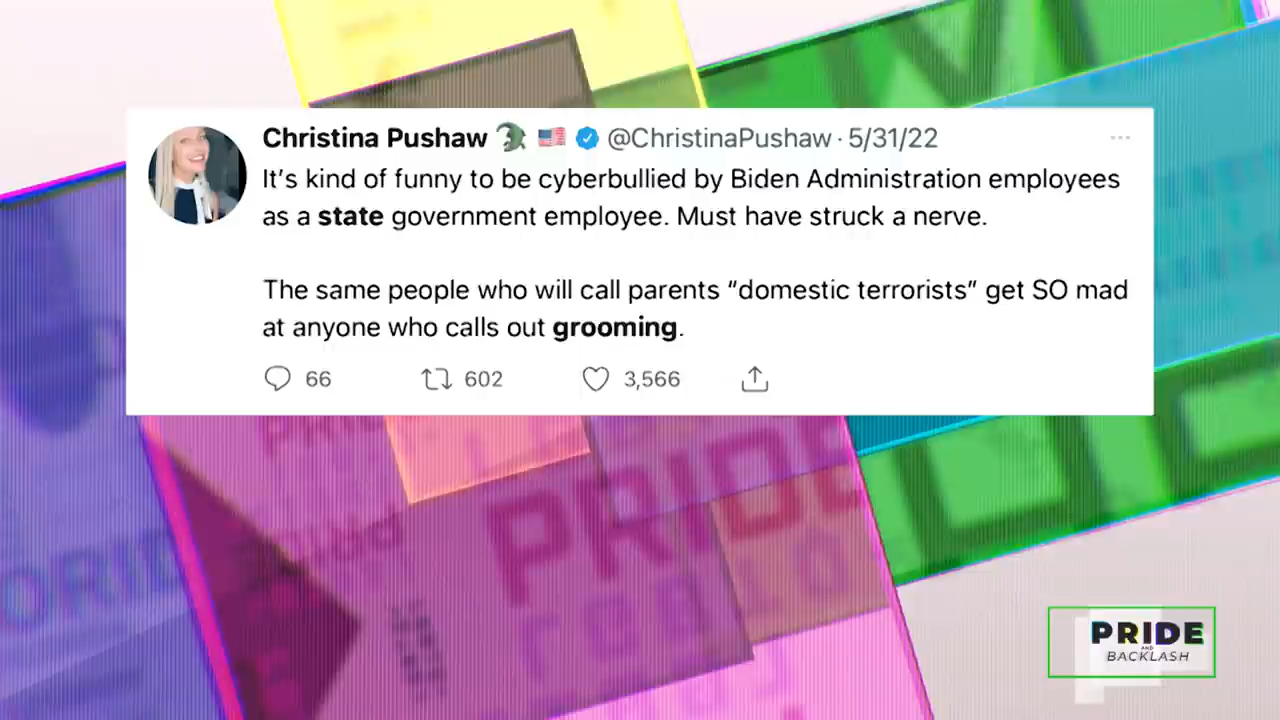 Christina Pushaw @ChristinaPushaw · 5/31/22
It’s kind of funny to be cyberbullied by Biden Administration employees
as a state government employee. Must have struck a nerve.
The same people who will call parents “domestic terrorists” get SO mad
at anyone who calls out grooming.
66 602 3,566
PRIDE
PRIDE
AND
BACKLASH